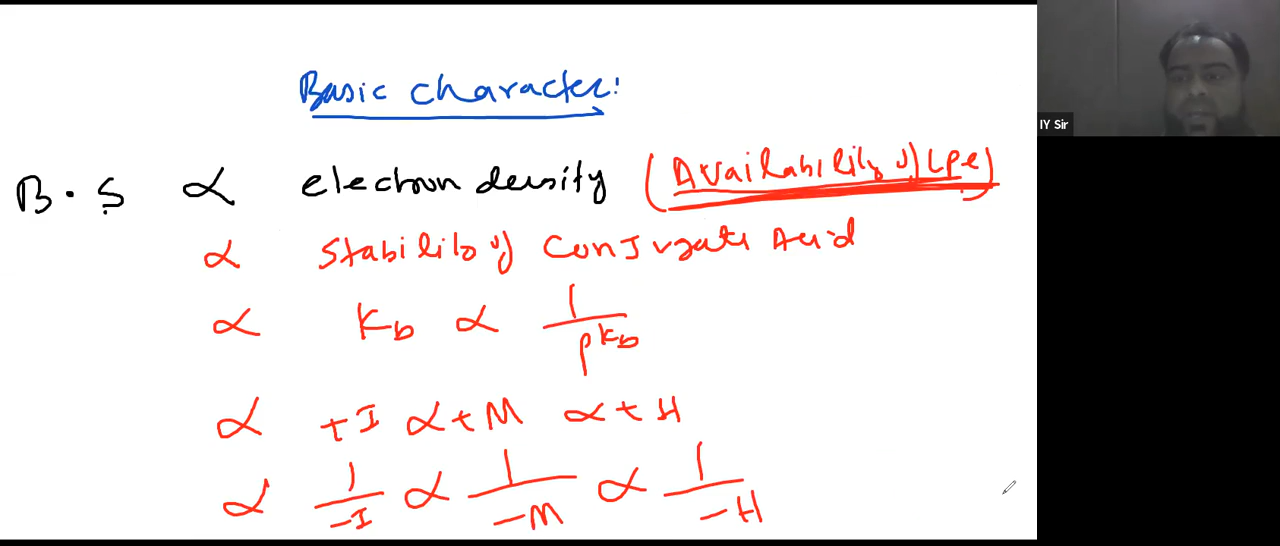 Basic character:
IY Sir
B.S ∝ electron density (Availability of lpe)
∝ Stability of Conjugate Acid
∝ Kb ∝ 1/pKb
∝ +I ∝ +M ∝ +H
∝ 1/-I ∝ 1/-M ∝ 1/-H